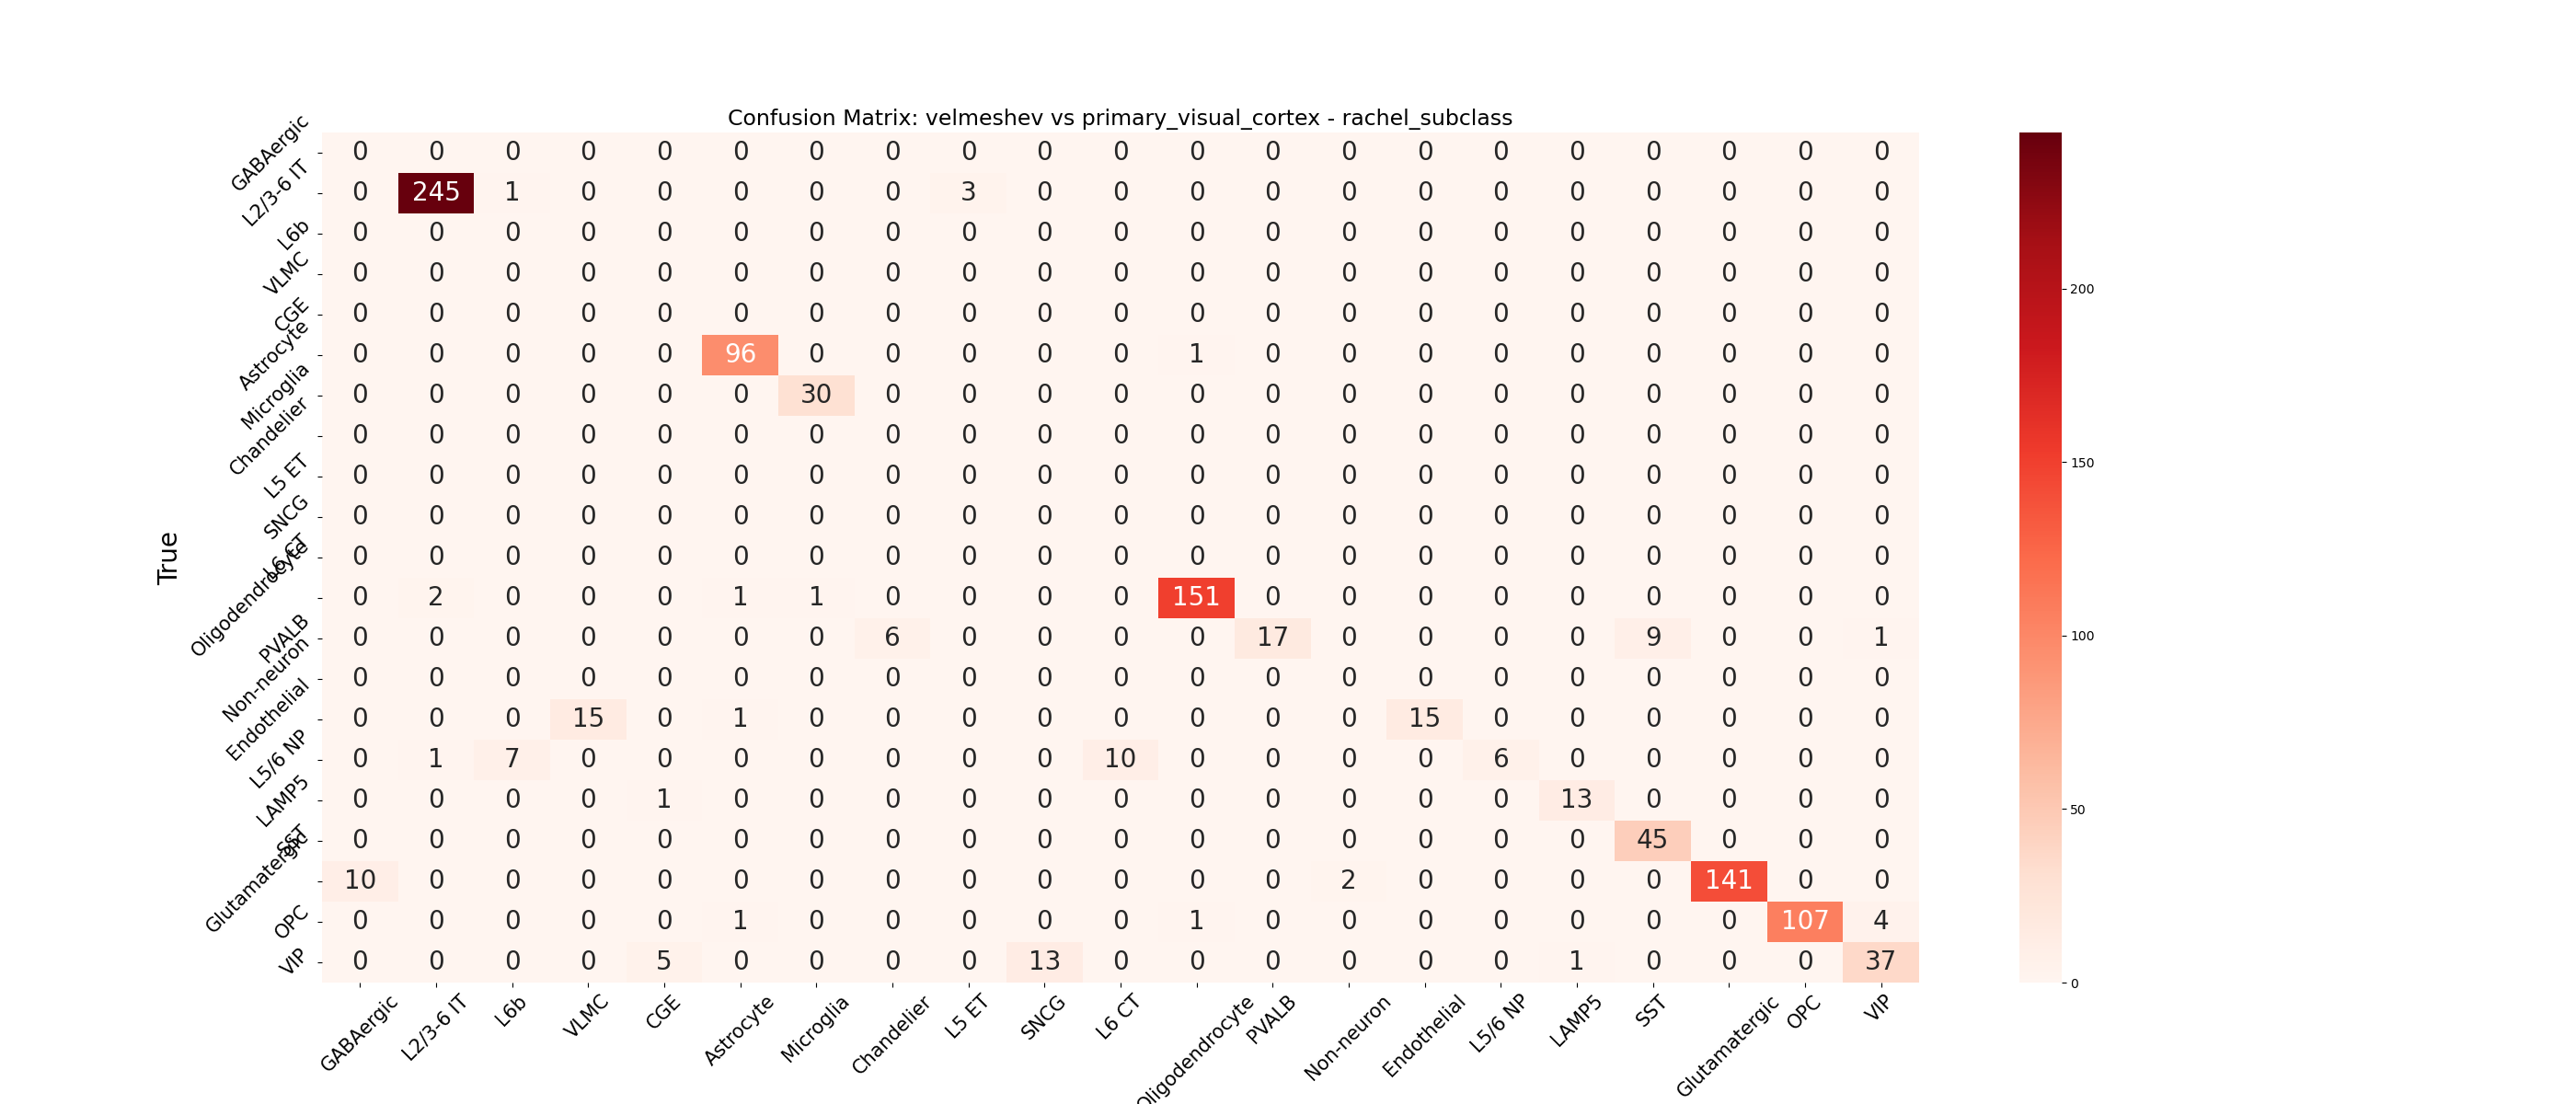 Confusion Matrix: velmeshev vs primary_visual_cortex - rachel_subclass
True
GABAergic 0 0 0 0 0 0 0 0 0 0 0 0 0 0 0 0 0 0 0 0 0
L2/3-6 IT 0 245 1 0 0 0 0 0 3 0 0 0 0 0 0 0 0 0 0 0 0
L6b 0 0 0 0 0 0 0 0 0 0 0 0 0 0 0 0 0 0 0 0 0
VLMC 0 0 0 0 0 0 0 0 0 0 0 0 0 0 0 0 0 0 0 0 0
CGE 0 0 0 0 0 0 0 0 0 0 0 0 0 0 0 0 0 0 0 0 0
Astrocyte 0 0 0 0 0 96 0 0 0 0 0 1 0 0 0 0 0 0 0 0 0
Microglia 0 0 0 0 0 0 30 0 0 0 0 0 0 0 0 0 0 0 0 0 0
Chandelier 0 0 0 0 0 0 0 0 0 0 0 0 0 0 0 0 0 0 0 0 0
L5 ET 0 0 0 0 0 0 0 0 0 0 0 0 0 0 0 0 0 0 0 0 0
SNCG 0 0 0 0 0 0 0 0 0 0 0 0 0 0 0 0 0 0 0 0 0
L6 CT 0 0 0 0 0 0 0 0 0 0 0 0 0 0 0 0 0 0 0 0 0
Oligodendrocyte 0 2 0 0 0 1 1 0 0 0 0 151 0 0 0 0 0 0 0 0 0
PVALB 0 0 0 0 0 0 0 6 0 0 0 0 17 0 0 0 0 9 0 0 1
Non-neuron 0 0 0 0 0 0 0 0 0 0 0 0 0 0 0 0 0 0 0 0 0
Endothelial 0 0 0 15 0 1 0 0 0 0 0 0 0 0 15 0 0 0 0 0 0
L5/6 NP 0 1 7 0 0 0 0 0 0 0 10 0 0 0 0 6 0 0 0 0 0
LAMP5 0 0 0 0 1 0 0 0 0 0 0 0 0 0 0 0 13 0 0 0 0
SST 0 0 0 0 0 0 0 0 0 0 0 0 0 0 0 0 0 45 0 0 0
Glutamatergic 10 0 0 0 0 0 0 0 0 0 0 0 0 2 0 0 0 0 141 0 0
OPC 0 0 0 0 0 1 0 0 0 0 0 1 0 0 0 0 0 0 0 107 4
VIP 0 0 0 0 5 0 0 0 0 13 0 0 0 0 0 0 1 0 0 0 37
GABAergic L2/3-6 IT L6b VLMC CGE Astrocyte Microglia Chandelier L5 ET SNCG L6 CT Oligodendrocyte PVALB Non-neuron Endothelial L5/6 NP LAMP5 SST Glutamatergic OPC VIP
200
150
100
50
0